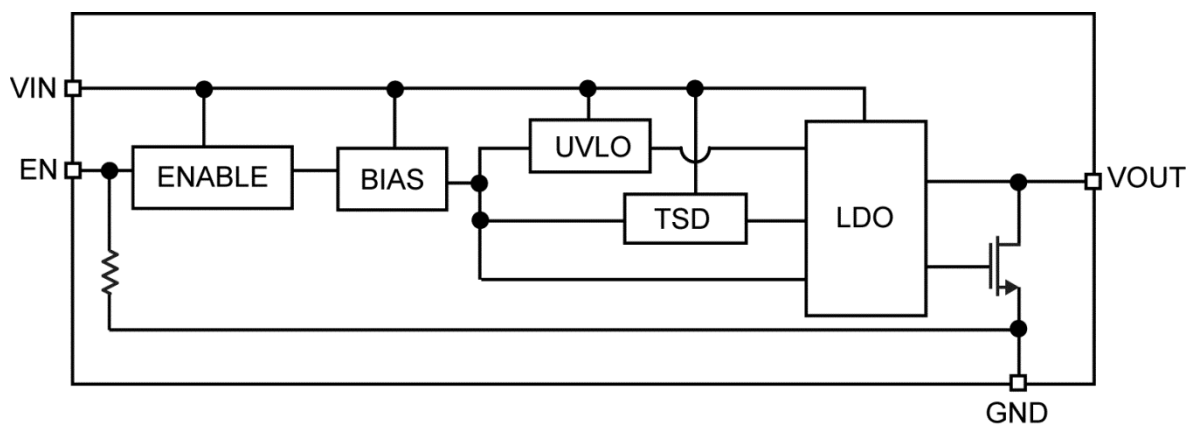 VIN
EN
ENABLE
BIAS
UVLO
TSD
LDO
VOUT
GND